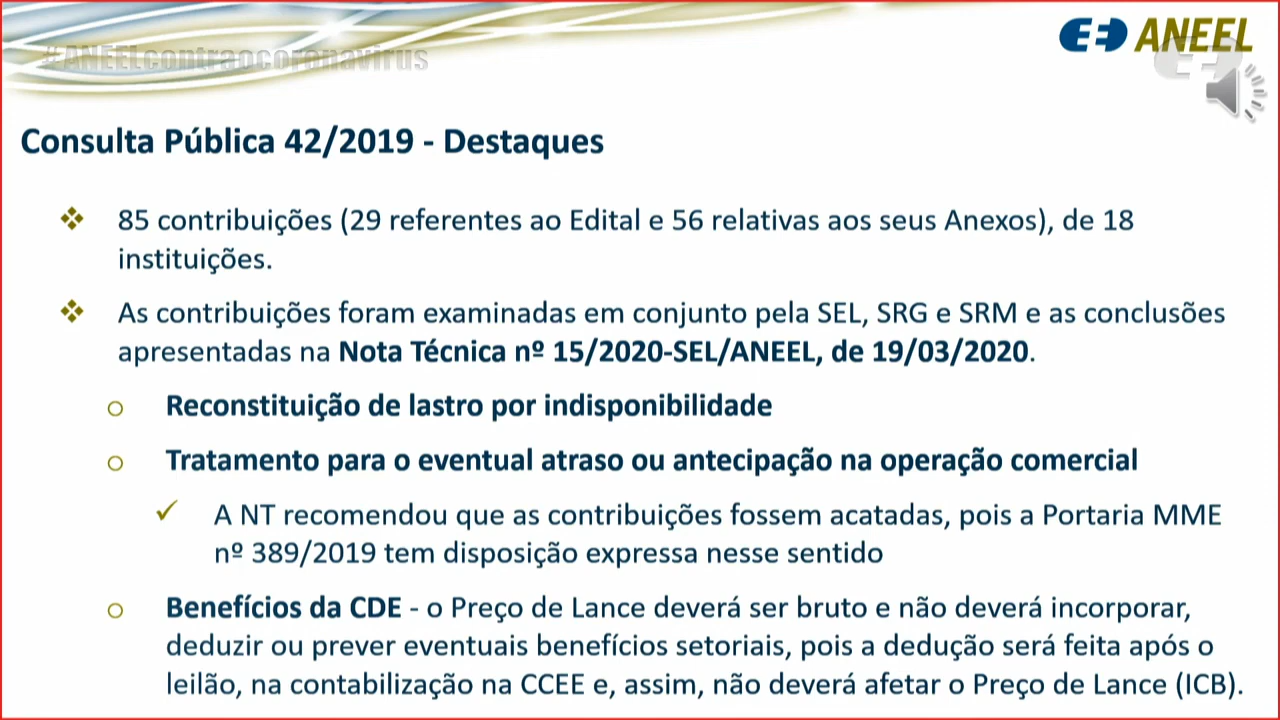 #ANEELcontraocoronavirus
ANEEL
Consulta Pública 42/2019 - Destaques
85 contribuições (29 referentes ao Edital e 56 relativas aos seus Anexos), de 18
instituições.
As contribuições foram examinadas em conjunto pela SEL, SRG e SRM e as conclusões
apresentadas na Nota Técnica nº 15/2020-SEL/ANEEL, de 19/03/2020.
Reconstituição de lastro por indisponibilidade
Tratamento para o eventual atraso ou antecipação na operação comercial
A NT recomendou que as contribuições fossem acatadas, pois a Portaria MME
nº 389/2019 tem disposição expressa nesse sentido
Benefícios da CDE - o Preço de Lance deverá ser bruto e não deverá incorporar,
deduzir ou prever eventuais benefícios setoriais, pois a dedução será feita após o
leilão, na contabilização na CCEE e, assim, não deverá afetar o Preço de Lance (ICB).